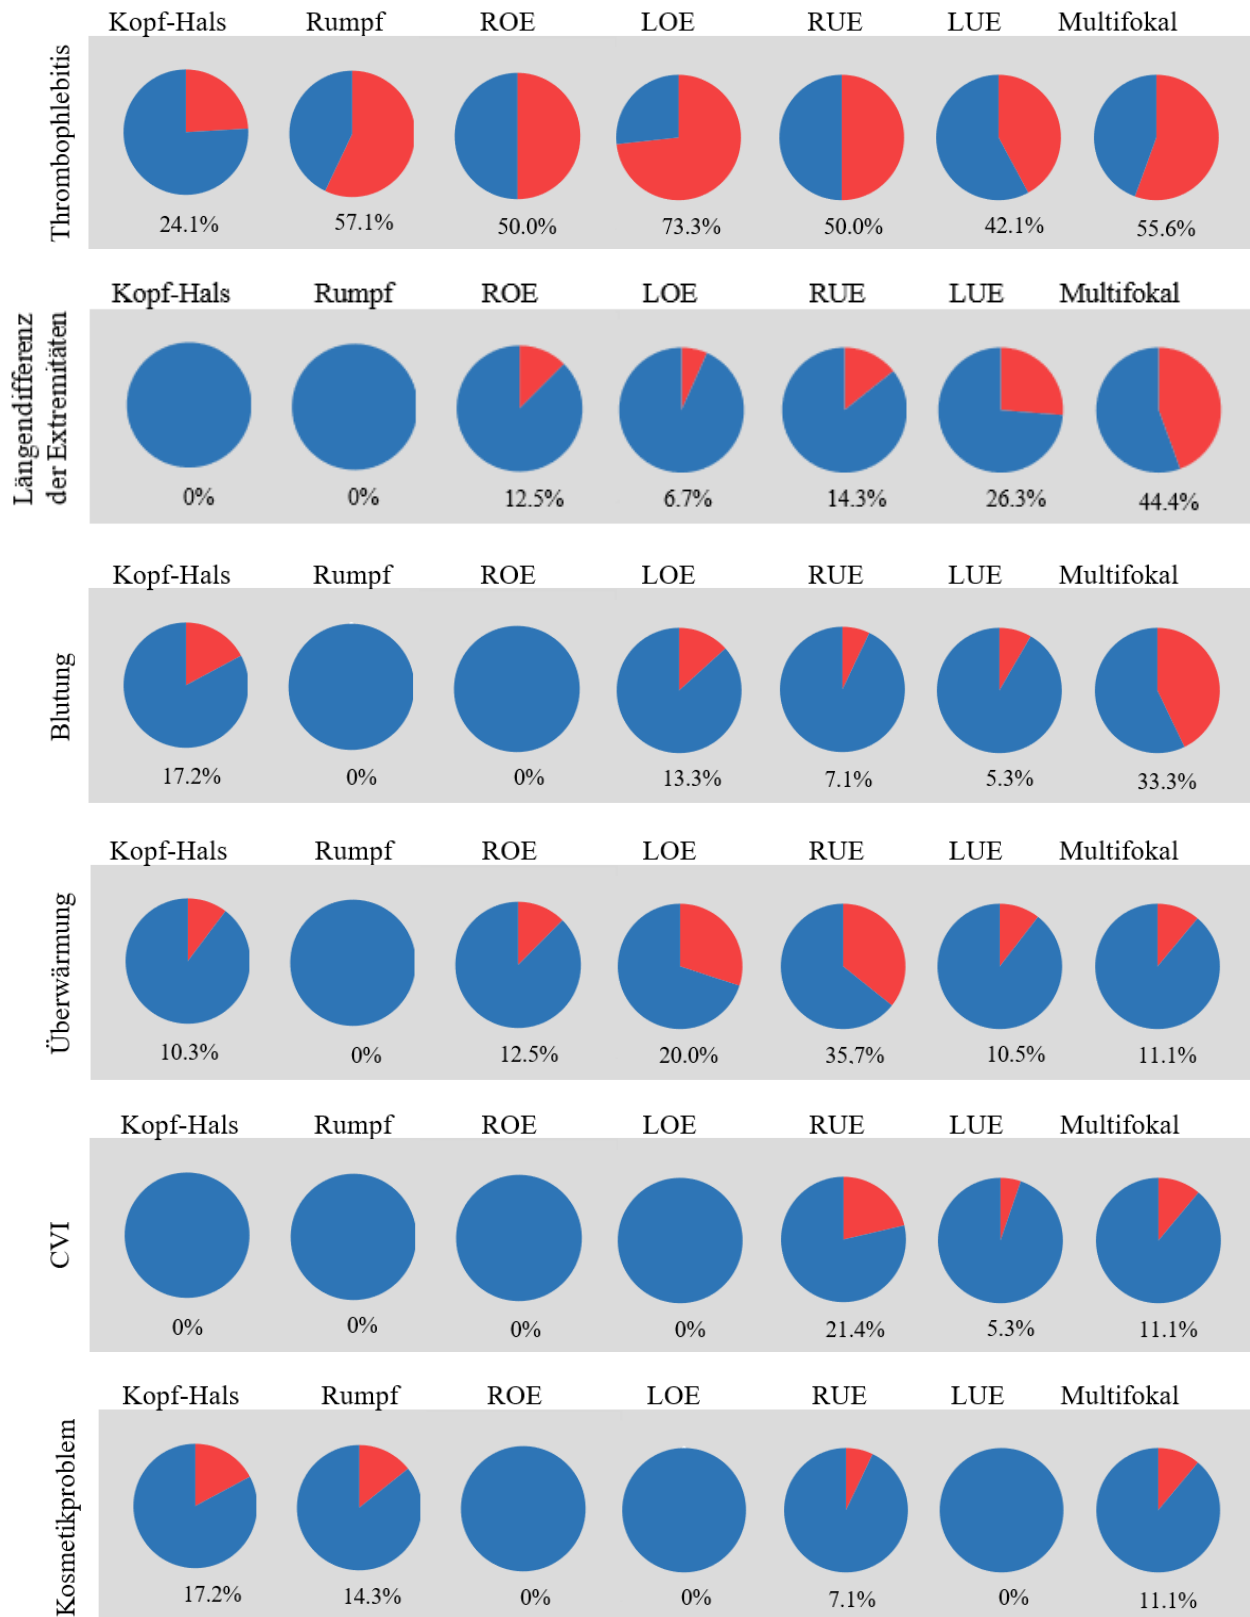 Kopf-Hals Rumpf ROE LOE RUE LUE Multifokal
Thrombophlebitis
24.1% 57.1% 50.0% 73.3% 50.0% 42.1% 55.6%
Kopf-Hals Rumpf ROE LOE RUE LUE Multifokal
Längendifferenz
der Extremitäten
0% 0% 12.5% 6.7% 14.3% 26.3% 44.4%
Kopf-Hals Rumpf ROE LOE RUE LUE Multifokal
Blutung
17.2% 0% 0% 13.3% 7.1% 5.3% 33.3%
Kopf-Hals Rumpf ROE LOE RUE LUE Multifokal
Überwärmung
10.3% 0% 12.5% 20.0% 35.7% 10.5% 11.1%
Kopf-Hals Rumpf ROE LOE RUE LUE Multifokal
CVI
0% 0% 0% 0% 21.4% 5.3% 11.1%
Kopf-Hals Rumpf ROE LOE RUE LUE Multifokal
Kosmetikproblem
17.2% 14.3% 0% 0% 7.1% 0% 11.1%